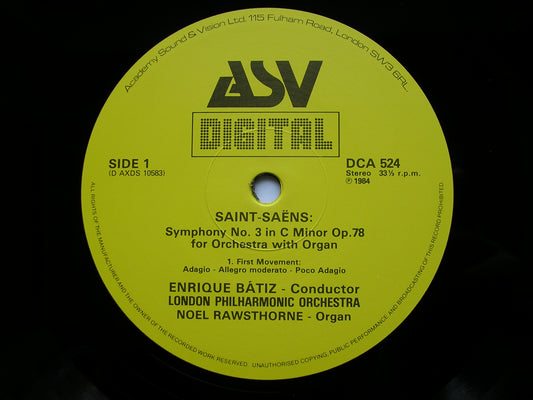 Academy Sound & Vision Ltd. 115 Fulham Road, London SW3 6RL.
ASV
DIGITAL
SIDE 1
(D AXDS 10583)
DCA 524
Stereo 33⅓ r.p.m.
℗ 1984
SAINT-SAËNS:
Symphony No. 3 in C Minor Op.78
for Orchestra with Organ
1. First Movement:
Adagio - Allegro moderato - Poco Adagio
ENRIQUE BÁTIZ - Conductor
LONDON PHILHARMONIC ORCHESTRA
NOEL RAWSTHORNE - Organ
ALL RIGHTS OF THE MANUFACTURER AND THE OWNER OF THE RECORDED WORK RESERVED. UNAUTHORISED COPYING, PUBLIC PERFORMANCE AND BROADCASTING OF THIS RECORD PROHIBITED